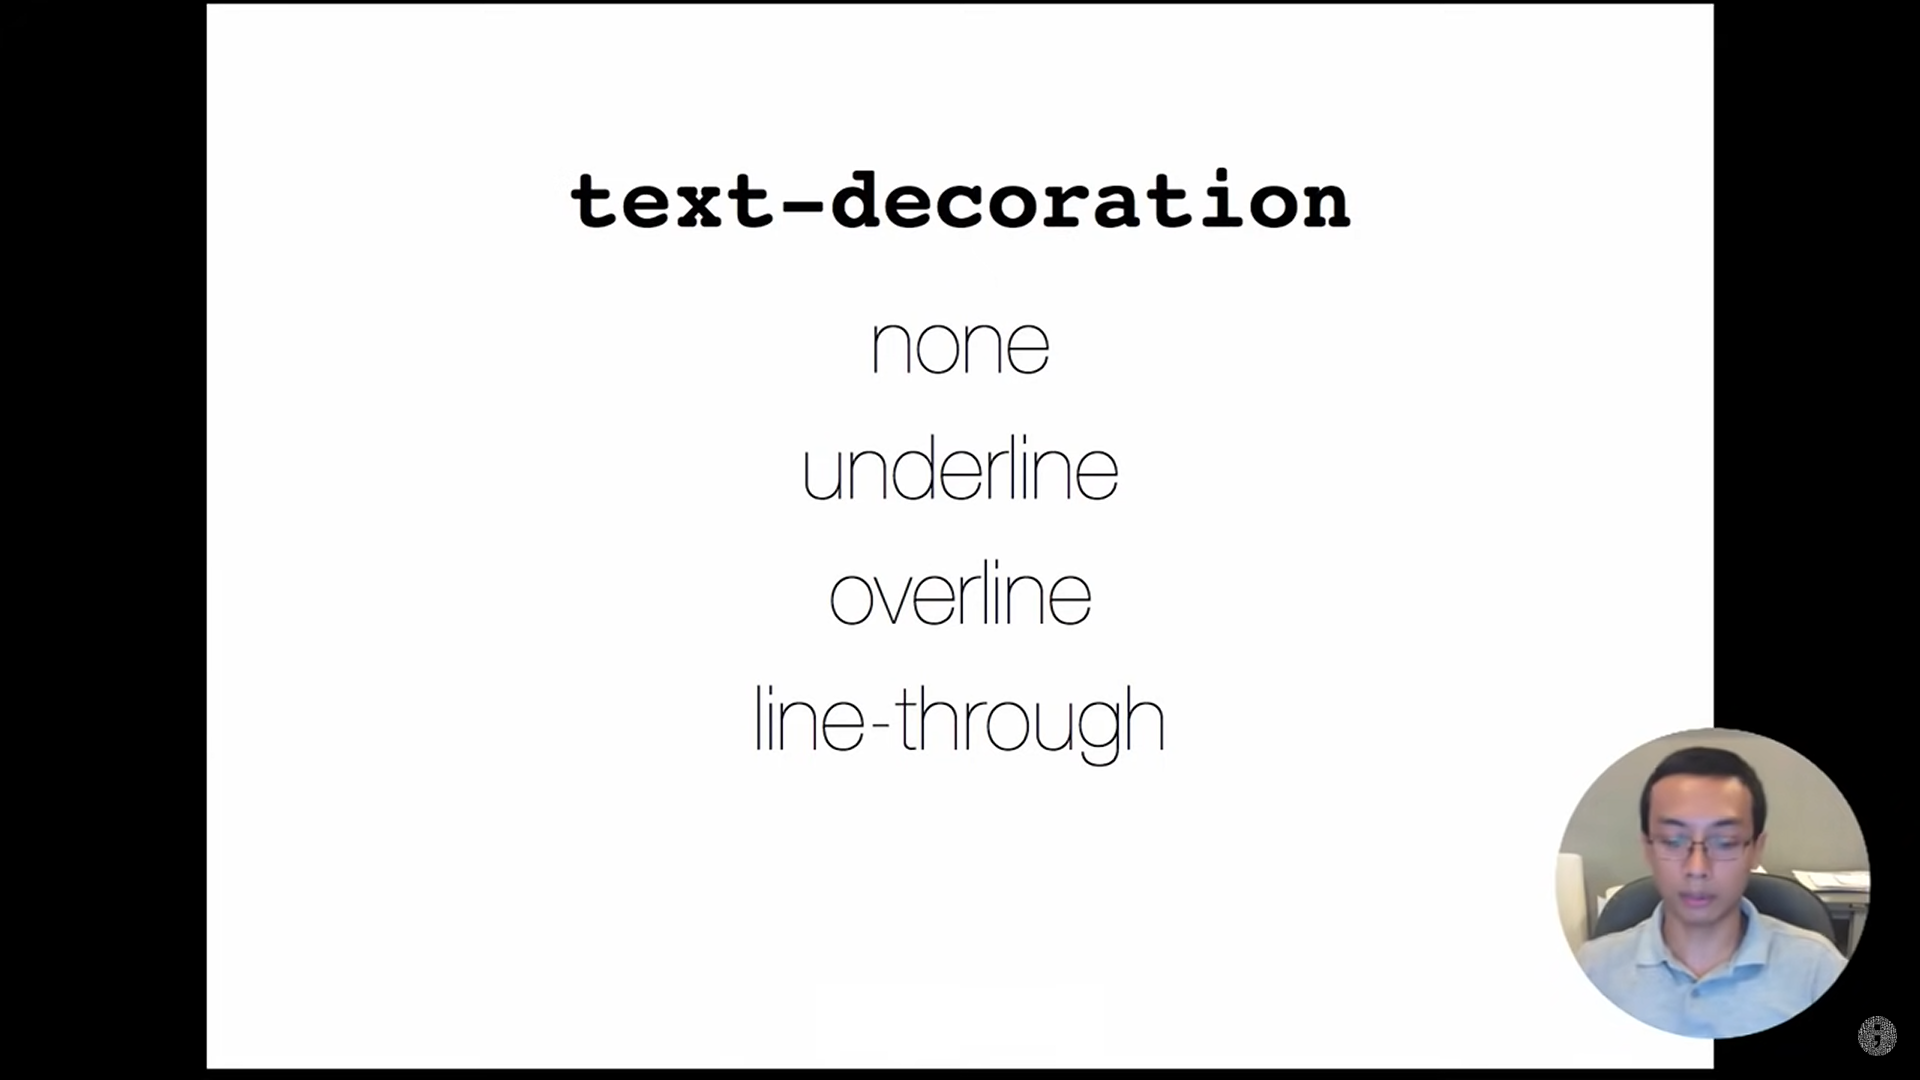 text-decoration
none
underline
overline
line-through